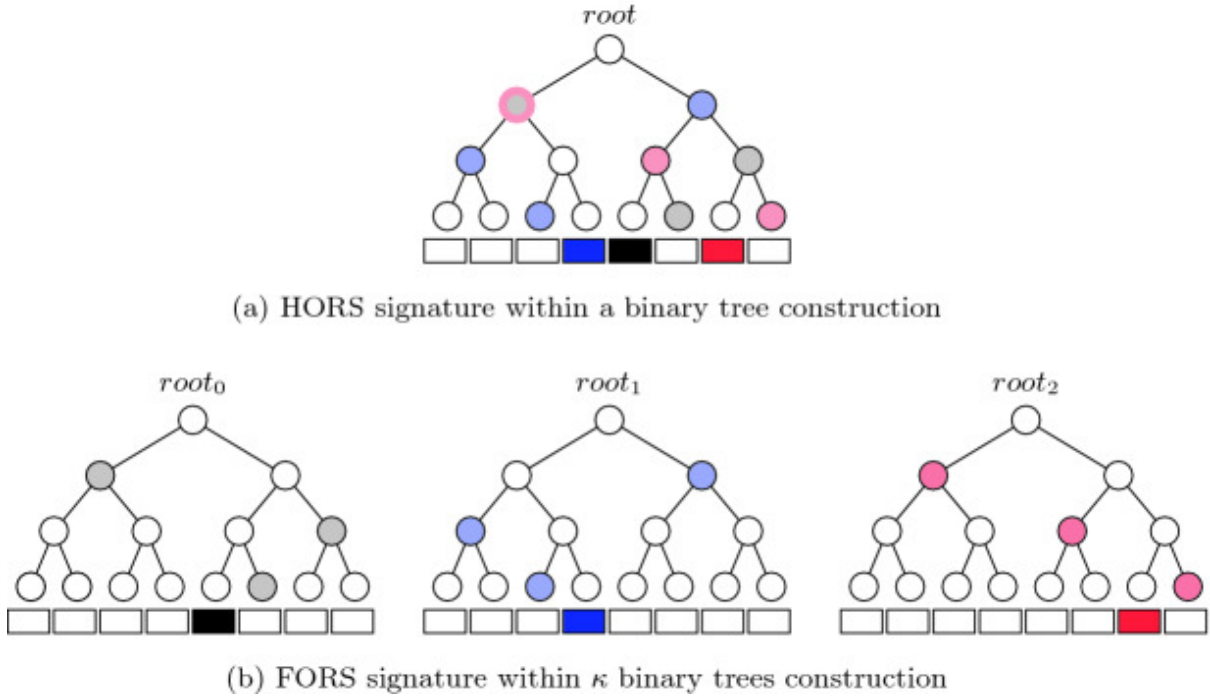 root
(a) HORS signature within a binary tree construction
root₀ root₁ root₂
(b) FORS signature within κ binary trees construction